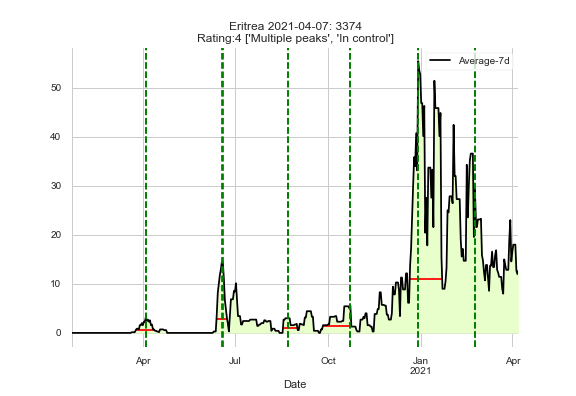 Eritrea 2021-04-07: 3374
Rating:4 ['Multiple peaks', 'In control']
Average-7d
50
40
30
20
10
0
Apr
Jul
Oct
Jan
2021
Apr
Date